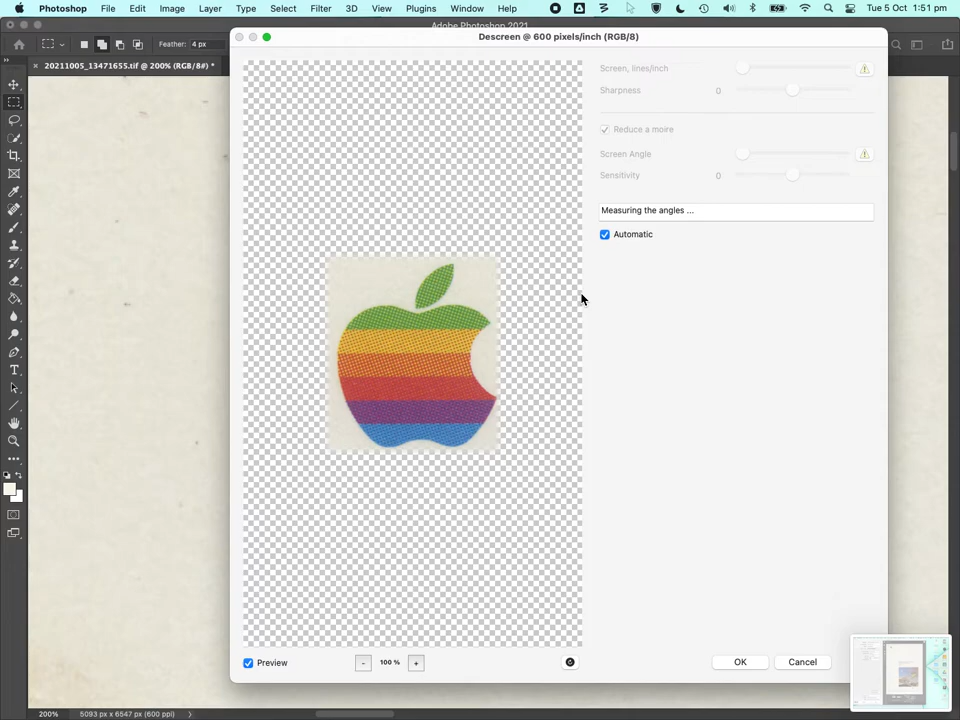 Photoshop File Edit Image Layer Type Select Filter 3D View Plugins Window Help Tue 5 Oct 1:51 pm
Adobe Photoshop 2021
Descreen @ 600 pixels/inch (RGB/8)
Feather: 4 px
20211005_13471655.tif @ 200% (RGB/8#) *
Screen, lines/inch
Sharpness 0
Reduce a moire
Screen Angle
Sensitivity 0
Measuring the angles ...
Automatic
Preview - 100 % + OK Cancel
200% 5093 px x 6547 px (600 ppi)